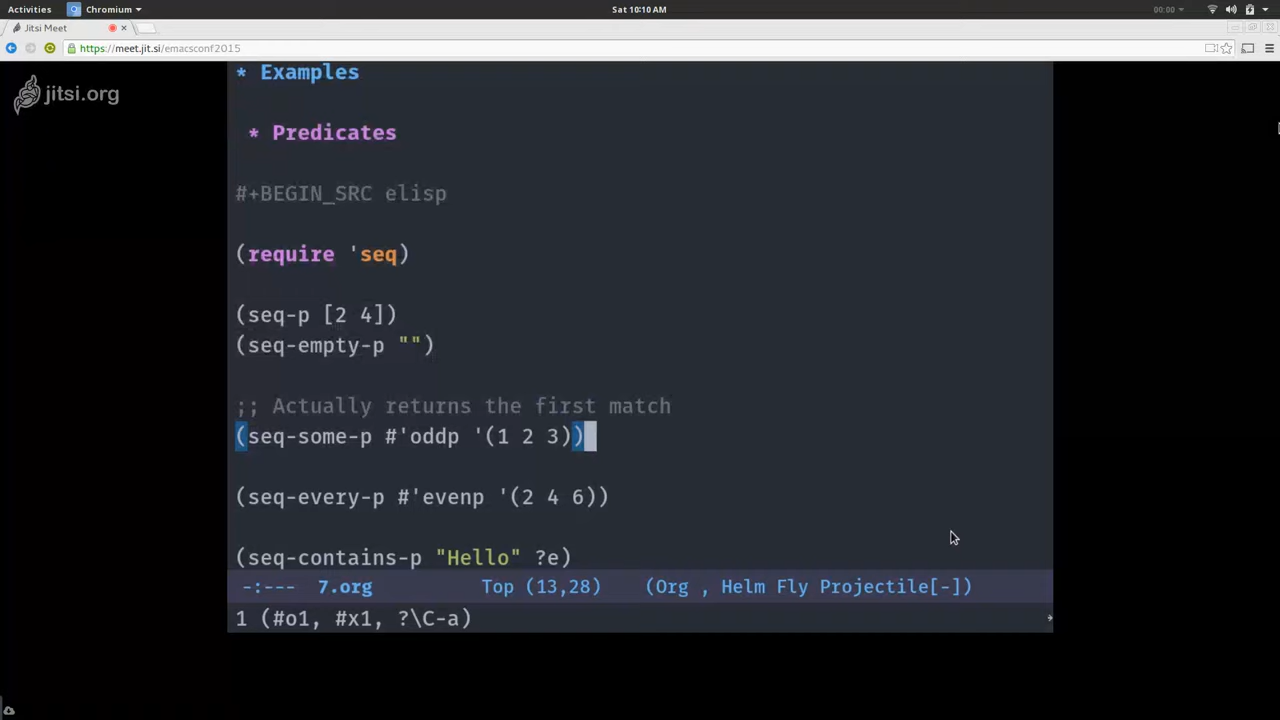 Activities Chromium Sat 10:10 AM 00:00
Jitsi Meet
https://meet.jit.si/emacsconf2015
jitsi.org
* Examples
* Predicates
#+BEGIN_SRC elisp
(require 'seq)
(seq-p [2 4])
(seq-empty-p "")
;; Actually returns the first match
(seq-some-p #'oddp '(1 2 3))
(seq-every-p #'evenp '(2 4 6))
(seq-contains-p "Hello" ?e)
-:--- 7.org Top (13,28) (Org , Helm Fly Projectile[-])
1 (#o1, #x1, ?\C-a)